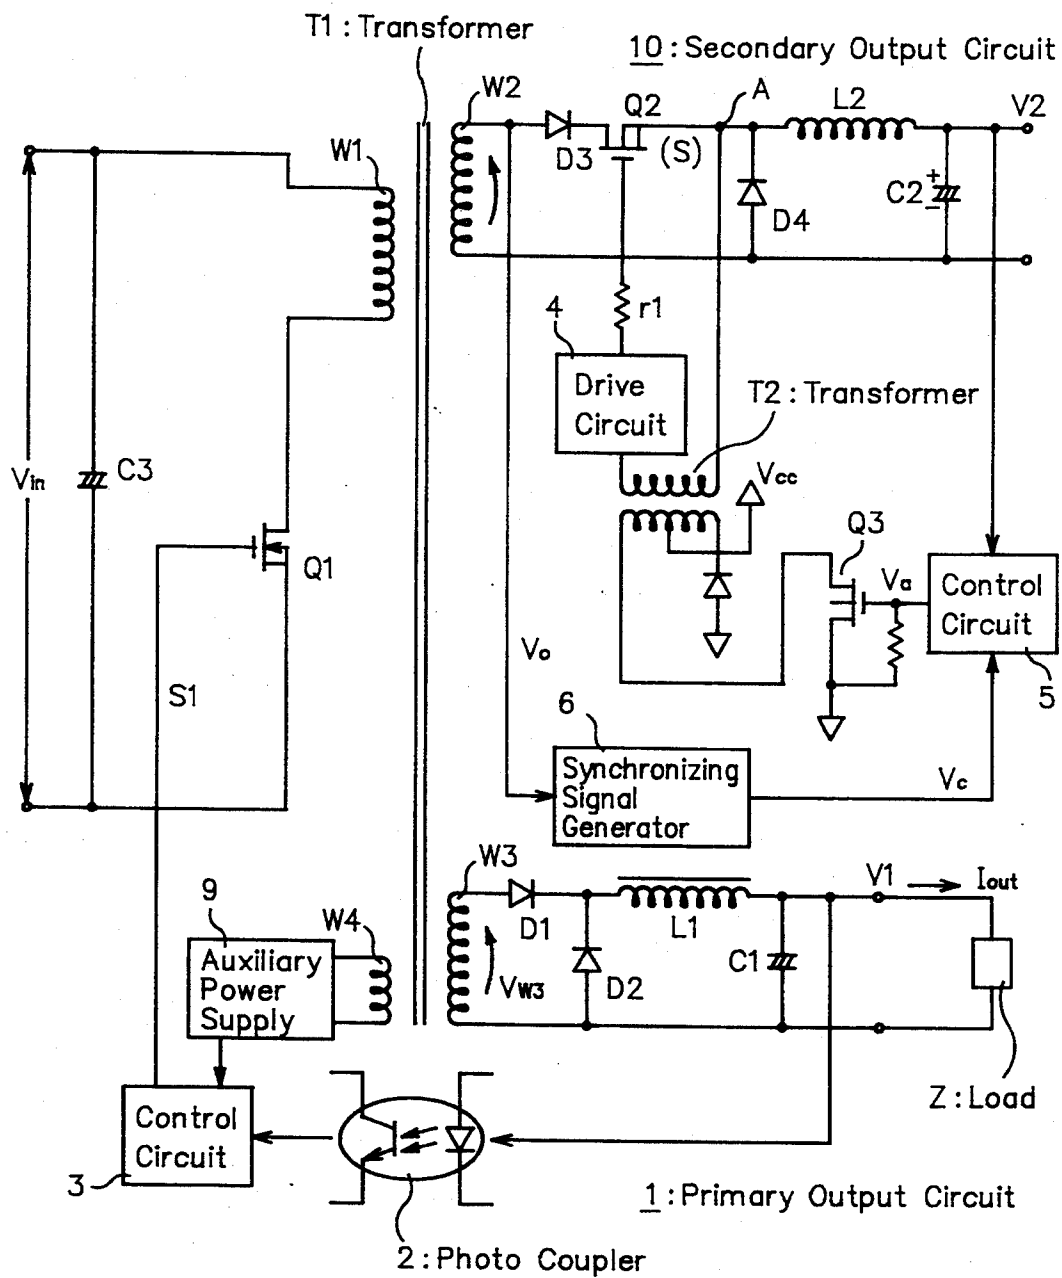 T1 : Transformer
10 : Secondary Output Circuit
W2
Q2
A
L2
V2
W1
D3
(S)
D4
C2
+
−
r1
4
Drive
Circuit
T2 : Transformer
Vcc
Vin
C3
Q1
Q3
Va
Control
Circuit
5
Vo
S1
6
Synchronizing
Signal
Generator
Vc
W3
V1
Iout
D1
L1
9
W4
Auxiliary
Power
Supply
VW3
D2
C1
Z : Load
Control
Circuit
3
1 : Primary Output Circuit
2 : Photo Coupler